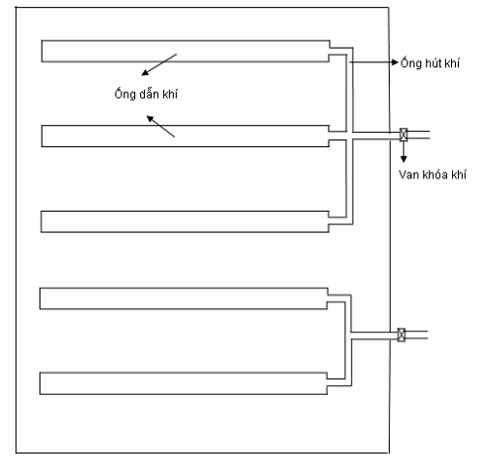 Ống hút khí
Ống dẫn khí
Van khóa khí